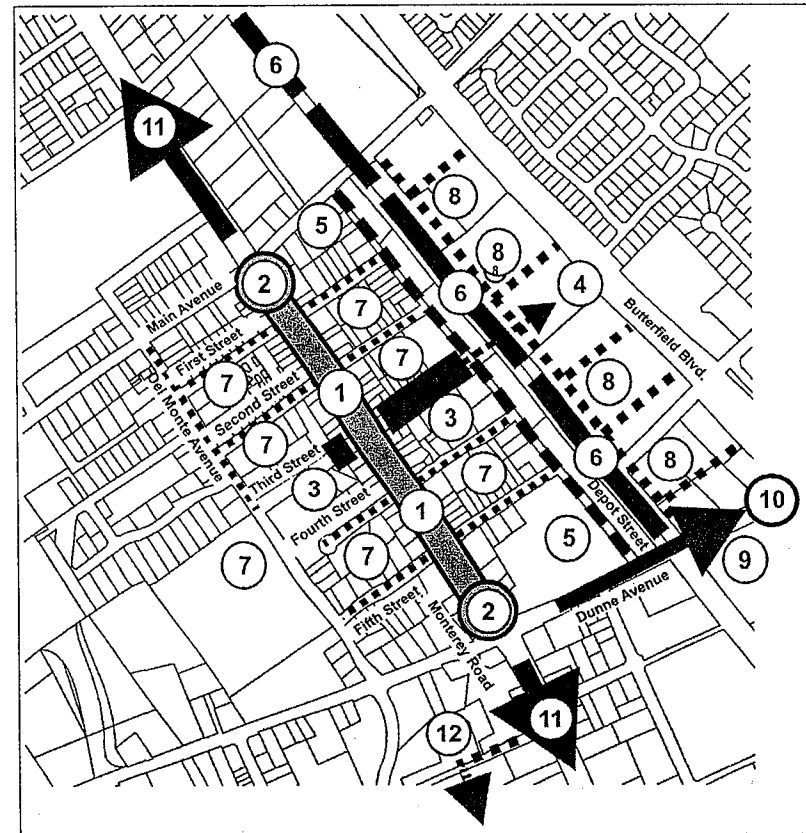 6
11
8
5
8
8
4
2
6
Main Avenue
First Street
7
Butterfield Blvd.
7
Del Monte Avenue
1
7
8
Second Street
3
7
6
8
Third Street
3
7
Depot Street
10
Fourth Street
1
5
9
7
7
2
Dunne Avenue
Fifth Street
Monterey Road
11
12